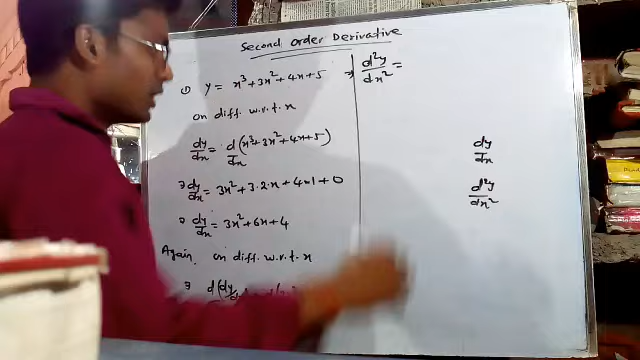 Second Order Derivative
① y = x³+3x²+4x+5
on diff. w.r.t. x
dy/dx = d/dx (x³+3x²+4x+5)
⇒ dy/dx = 3x²+3.2.x+4×1+0
⇒ dy/dx = 3x²+6x+4
Again, on diff. w.r.t. x
⇒ d(dy
⇒ d²y/dx² =
dy/dx
d²y/dx²